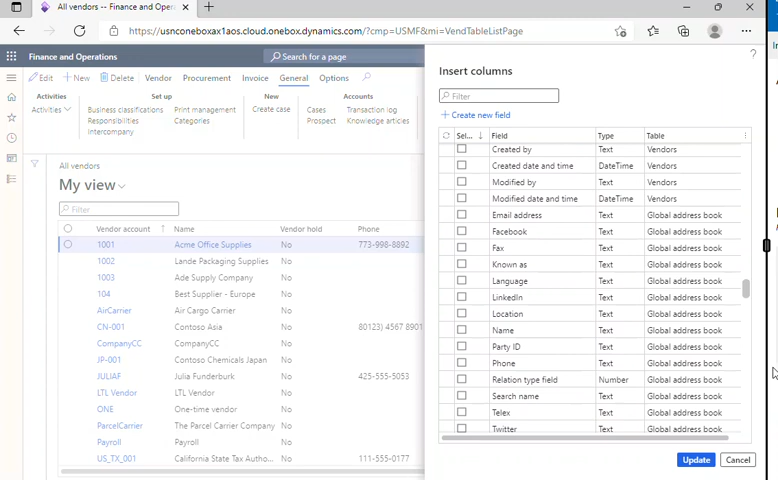 All vendors -- Finance and Opera
https://usnconeboxax1aos.cloud.onebox.dynamics.com/?cmp=USMF&mi=VendTableListPage
Finance and Operations
Search for a page
Edit New Delete Vendor Procurement Invoice General Options
Activities Set up New Accounts
Activities Business classifications Print management Create case Cases Transaction log
Responsibilities Categories Prospect Knowledge articles
Intercompany
All vendors
My view
Filter
Vendor account Name Vendor hold Phone
1001 Acme Office Supplies No 773-998-8892
1002 Lande Packaging Supplies No
1003 Ade Supply Company No
104 Best Supplier - Europe No
AirCarrier Air Cargo Carrier No
CN-001 Contoso Asia No 80123) 4567 8901
CompanyCC CompanyCC No
JP-001 Contoso Chemicals Japan No
JULIAF Julia Funderburk No 425-555-5053
LTL Vendor LTL Vendor No
ONE One-time vendor No
ParcelCarrier The Parcel Carrier Company No
Payroll Payroll No
US_TX_001 California State Tax Autho... No 111-555-0177
?
Insert columns
Filter
Create new field
Sel... Field Type Table
Created by Text Vendors
Created date and time DateTime Vendors
Modified by Text Vendors
Modified date and time DateTime Vendors
Email address Text Global address book
Facebook Text Global address book
Fax Text Global address book
Known as Text Global address book
Language Text Global address book
LinkedIn Text Global address book
Location Text Global address book
Name Text Global address book
Party ID Text Global address book
Phone Text Global address book
Relation type field Number Global address book
Search name Text Global address book
Telex Text Global address book
Twitter Text Global address book
Update Cancel